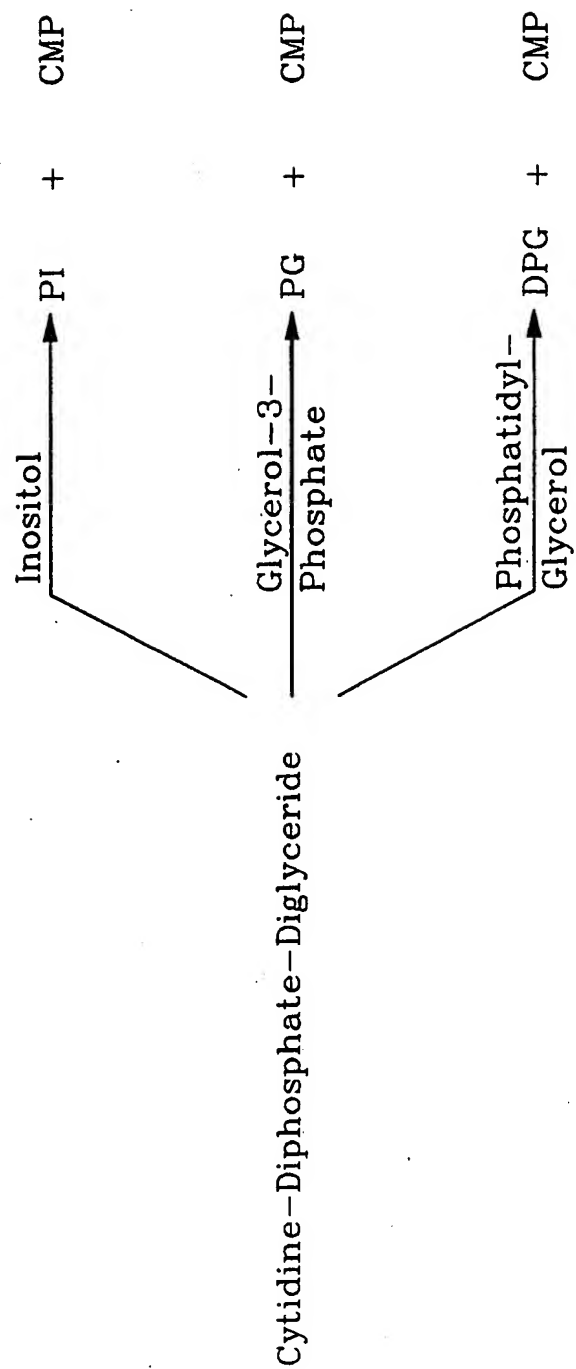 Inositol
PI + CMP
Cytidine-Diphosphate-Diglyceride
Glycerol-3-
Phosphate
PG + CMP
Phosphatidyl-
Glycerol
DPG + CMP